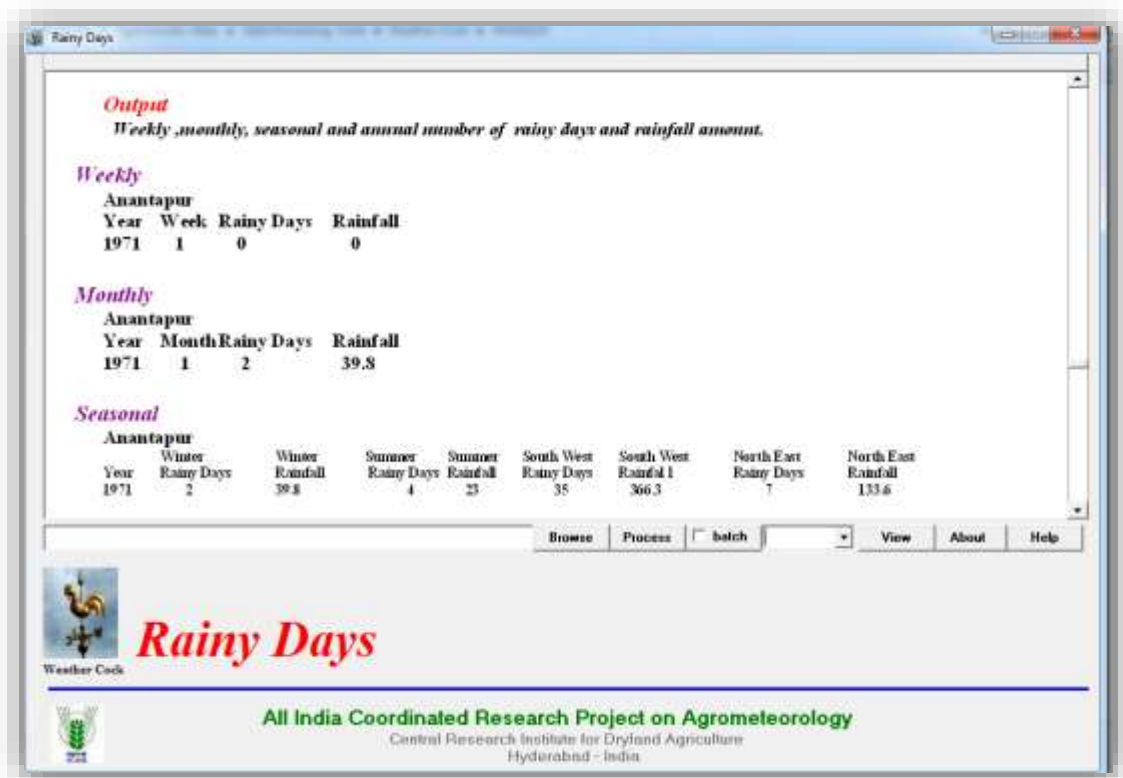 Rainy Days
Output
Weekly ,monthly, seasonal and annual number of rainy days and rainfall amount.
Weekly
Anantapur
Year Week Rainy Days Rainfall
1971 1 0 0
Monthly
Anantapur
Year Month Rainy Days Rainfall
1971 1 2 39.8
Seasonal
Anantapur
Winter Winter Summer Summer South West South West North East North East
Year Rainy Days Rainfall Rainy Days Rainfall Rainy Days Rainfal l Rainy Days Rainfall
1971 2 39.8 4 23 35 366.3 7 133.6
Browse Process batch View About Help
Rainy Days
Weather Cock
All India Coordinated Research Project on Agrometeorology
Central Research Institute for Dryland Agriculture
Hyderabad - India